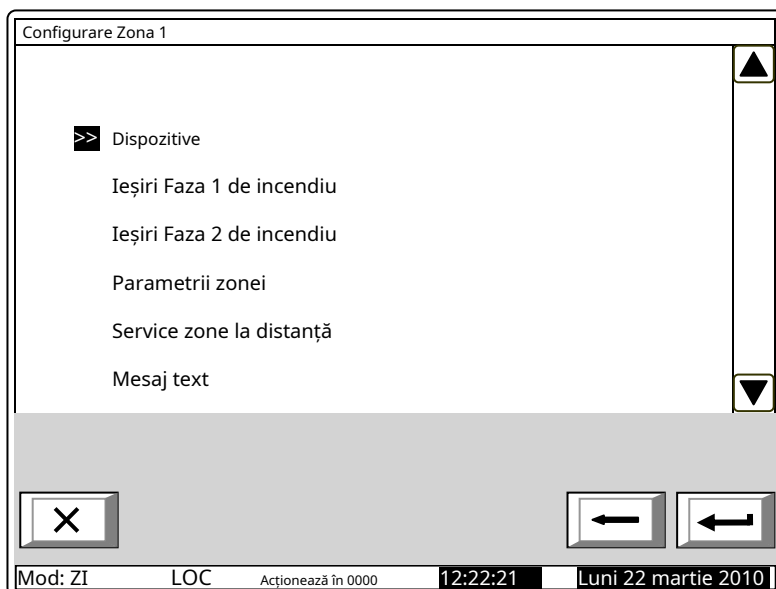 Configurare Zona 1
>> Dispozitive
Ieșiri Faza 1 de incendiu
Ieșiri Faza 2 de incendiu
Parametrii zonei
Service zone la distanță
Mesaj text
Mod: ZI LOC Acționează în 0000 12:22:21 Luni 22 martie 2010